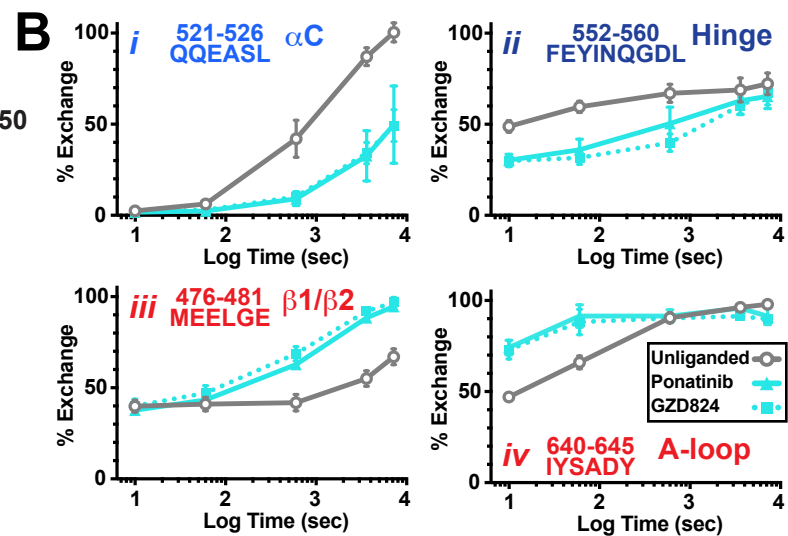 B
50
i
521-526 αC
QQEASL
% Exchange
100
50
0
1 2 3 4
Log Time (sec)
ii
552-560 Hinge
FEYINQGDL
% Exchange
100
50
0
1 2 3 4
Log Time (sec)
iii
476-481 β1/β2
MEELGE
% Exchange
100
50
0
1 2 3 4
Log Time (sec)
% Exchange
100
50
0
Unliganded
Ponatinib
GZD824
iv
640-645 A-loop
IYSADY
1 2 3 4
Log Time (sec)